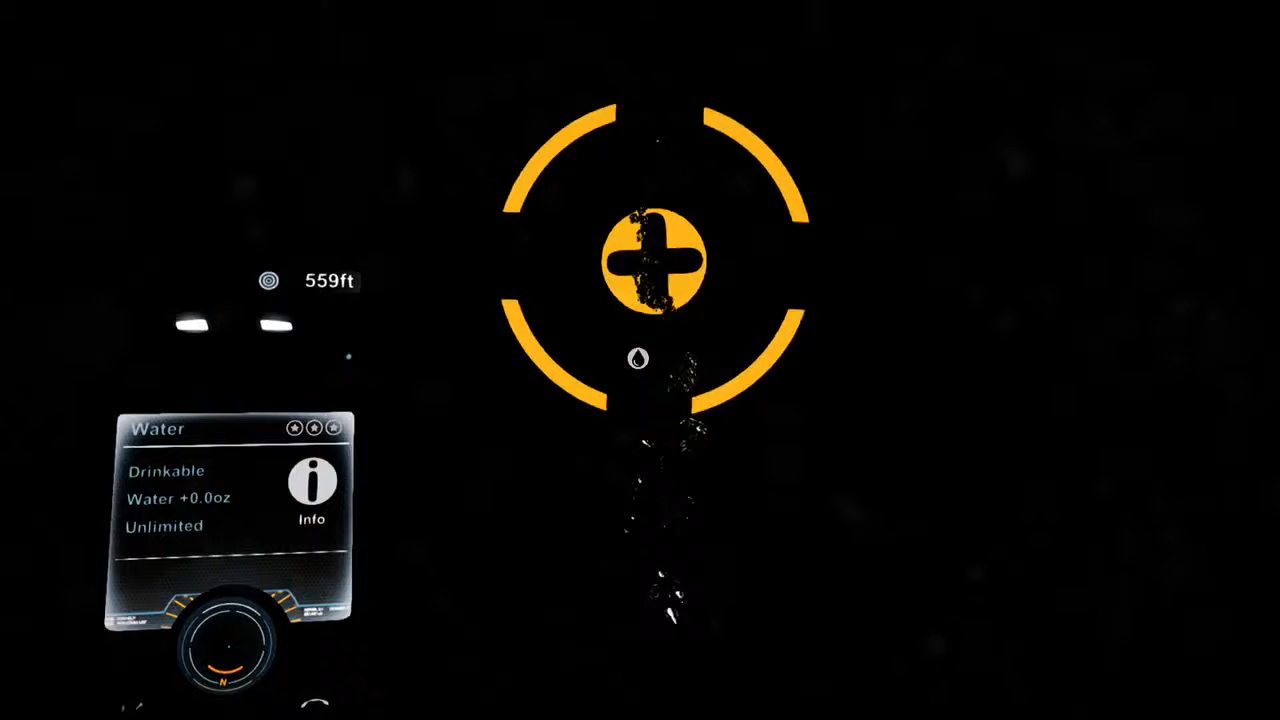 559ft
Water
Drinkable
Water +0.0oz
Unlimited
Info
N